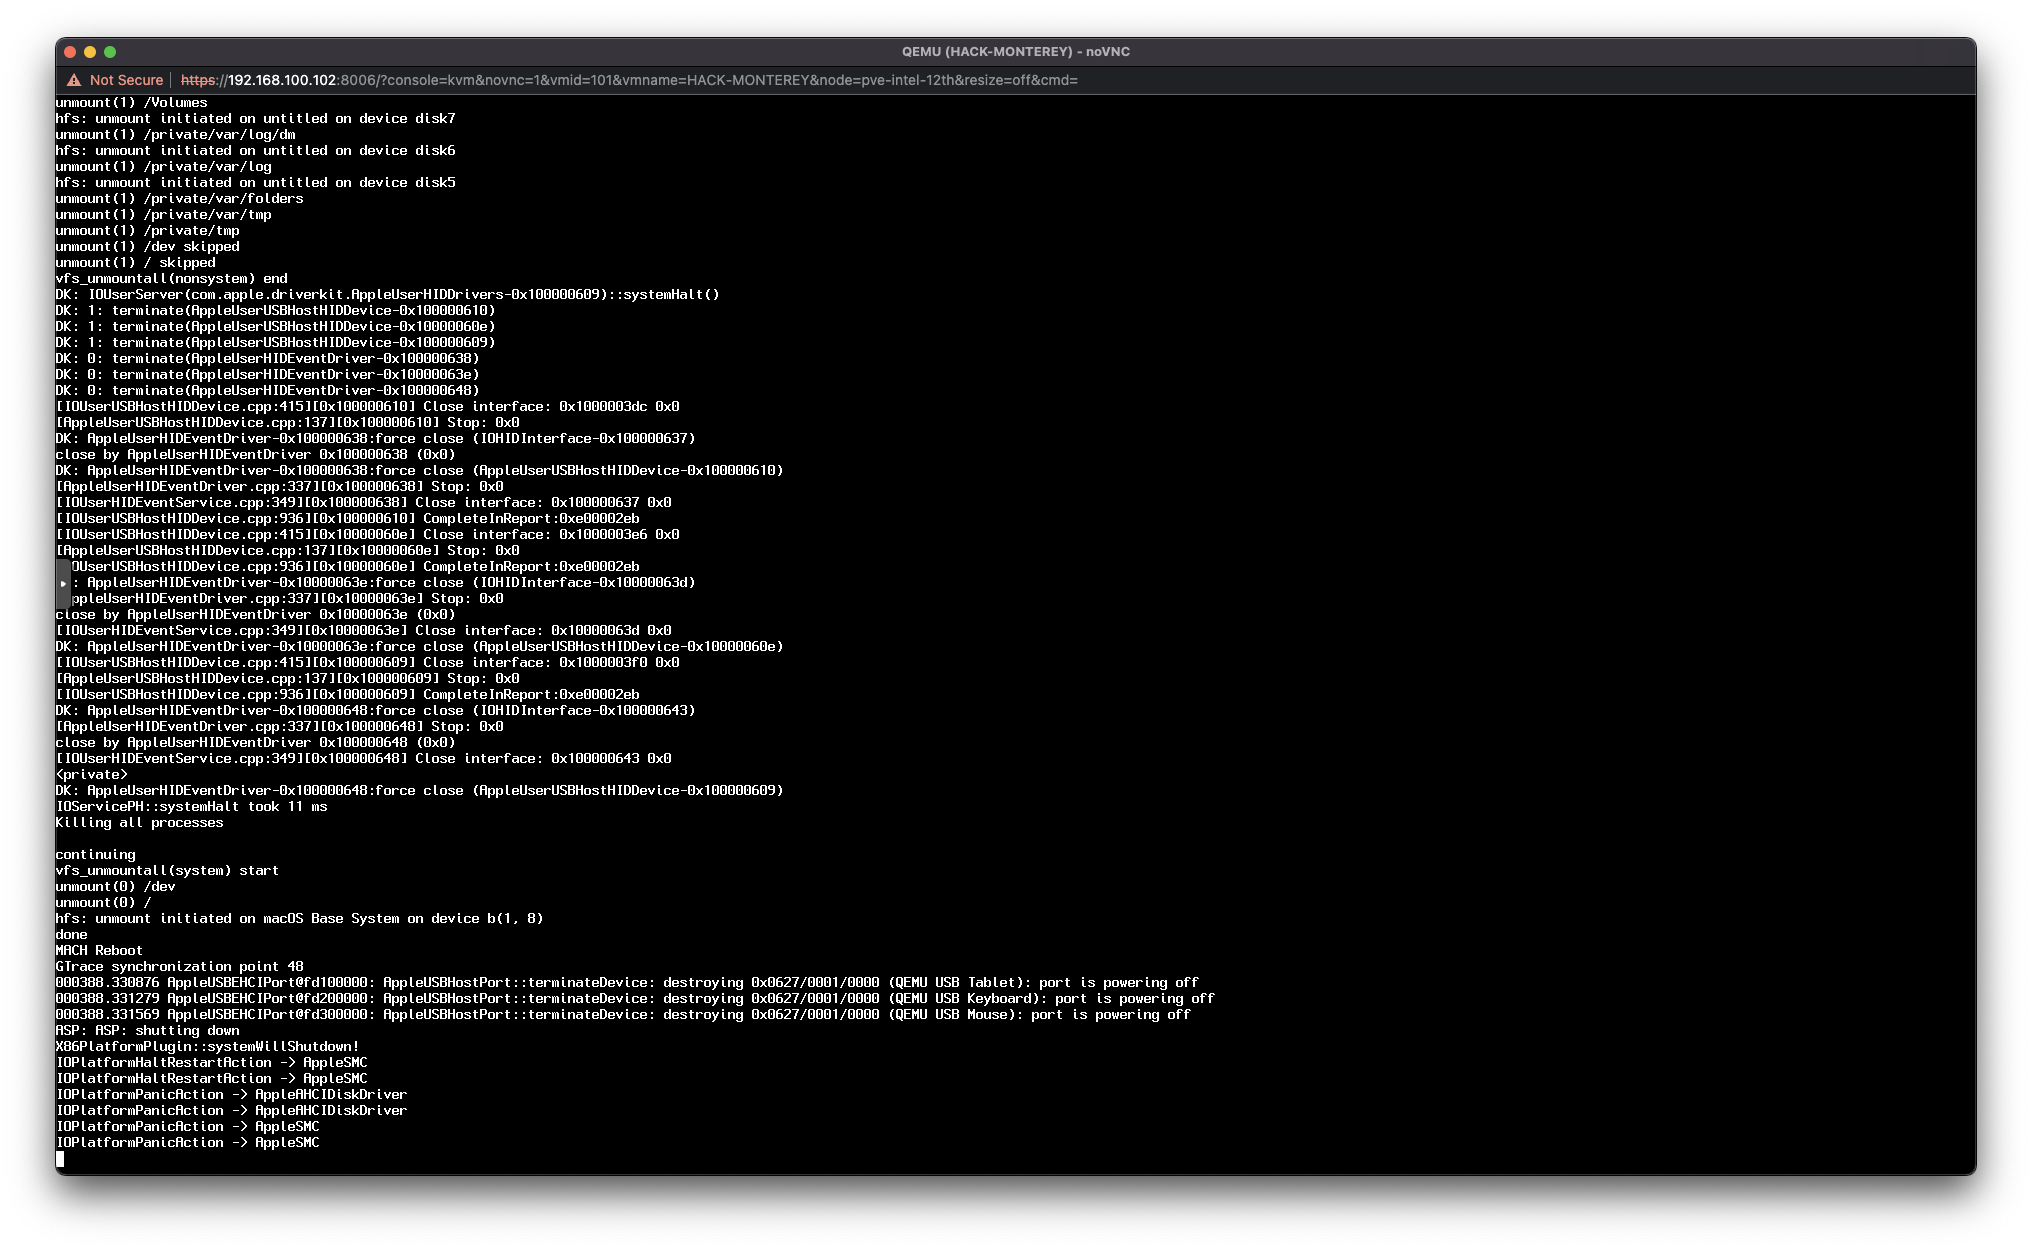 QEMU (HACK-MONTEREY) - noVNC
Not Secure https://192.168.100.102:8006/?console=kvm&novnc=1&vmid=101&vmname=HACK-MONTEREY&node=pve-intel-12th&resize=off&cmd=
unmount(1) /Volumes
hfs: unmount initiated on untitled on device disk7
unmount(1) /private/var/log/dm
hfs: unmount initiated on untitled on device disk6
unmount(1) /private/var/log
hfs: unmount initiated on untitled on device disk5
unmount(1) /private/var/folders
unmount(1) /private/var/tmp
unmount(1) /private/tmp
unmount(1) /dev skipped
unmount(1) / skipped
vfs_unmountall(nonsystem) end
DK: IOUserServer(com.apple.driverkit.AppleUserHIDDrivers-0x100000609)::systemHalt()
DK: 1: terminate(AppleUserUSBHostHIDDevice-0x100000610)
DK: 1: terminate(AppleUserUSBHostHIDDevice-0x10000060e)
DK: 1: terminate(AppleUserUSBHostHIDDevice-0x100000609)
DK: 0: terminate(AppleUserHIDEventDriver-0x100000638)
DK: 0: terminate(AppleUserHIDEventDriver-0x10000063e)
DK: 0: terminate(AppleUserHIDEventDriver-0x100000648)
[IOUserUSBHostHIDDevice.cpp:415][0x100000610] Close interface: 0x1000003dc 0x0
[AppleUserUSBHostHIDDevice.cpp:137][0x100000610] Stop: 0x0
DK: AppleUserHIDEventDriver-0x100000638:force close (IOHIDInterface-0x100000637)
close by AppleUserHIDEventDriver 0x100000638 (0x0)
DK: AppleUserHIDEventDriver-0x100000638:force close (AppleUserUSBHostHIDDevice-0x100000610)
[AppleUserHIDEventDriver.cpp:337][0x100000638] Stop: 0x0
[IOUserHIDEventService.cpp:349][0x100000638] Close interface: 0x100000637 0x0
[IOUserUSBHostHIDDevice.cpp:936][0x100000610] CompleteInReport:0xe00002eb
[IOUserUSBHostHIDDevice.cpp:415][0x10000060e] Close interface: 0x1000003e6 0x0
[AppleUserUSBHostHIDDevice.cpp:137][0x10000060e] Stop: 0x0
OUserUSBHostHIDDevice.cpp:936][0x10000060e] CompleteInReport:0xe00002eb
: AppleUserHIDEventDriver-0x10000063e:force close (IOHIDInterface-0x10000063d)
ppleUserHIDEventDriver.cpp:337][0x10000063e] Stop: 0x0
close by AppleUserHIDEventDriver 0x10000063e (0x0)
[IOUserHIDEventService.cpp:349][0x10000063e] Close interface: 0x10000063d 0x0
DK: AppleUserHIDEventDriver-0x10000063e:force close (AppleUserUSBHostHIDDevice-0x10000060e)
[IOUserUSBHostHIDDevice.cpp:415][0x100000609] Close interface: 0x1000003f0 0x0
[AppleUserUSBHostHIDDevice.cpp:137][0x100000609] Stop: 0x0
[IOUserUSBHostHIDDevice.cpp:936][0x100000609] CompleteInReport:0xe00002eb
DK: AppleUserHIDEventDriver-0x100000648:force close (IOHIDInterface-0x100000643)
[AppleUserHIDEventDriver.cpp:337][0x100000648] Stop: 0x0
close by AppleUserHIDEventDriver 0x100000648 (0x0)
[IOUserHIDEventService.cpp:349][0x100000648] Close interface: 0x100000643 0x0
<private>
DK: AppleUserHIDEventDriver-0x100000648:force close (AppleUserUSBHostHIDDevice-0x100000609)
IOServicePH::systemHalt took 11 ms
Killing all processes
continuing
vfs_unmountall(system) start
unmount(0) /dev
unmount(0) /
hfs: unmount initiated on macOS Base System on device b(1, 8)
done
MACH Reboot
GTrace synchronization point 48
000388.330876 AppleUSBEHCIPort@fd100000: AppleUSBHostPort::terminateDevice: destroying 0x0627/0001/0000 (QEMU USB Tablet): port is powering off
000388.331279 AppleUSBEHCIPort@fd200000: AppleUSBHostPort::terminateDevice: destroying 0x0627/0001/0000 (QEMU USB Keyboard): port is powering off
000388.331569 AppleUSBEHCIPort@fd300000: AppleUSBHostPort::terminateDevice: destroying 0x0627/0001/0000 (QEMU USB Mouse): port is powering off
ASP: ASP: shutting down
X86PlatformPlugin::systemWillShutdown!
IOPlatformHaltRestartAction -> AppleSMC
IOPlatformHaltRestartAction -> AppleSMC
IOPlatformPanicAction -> AppleAHCIDiskDriver
IOPlatformPanicAction -> AppleAHCIDiskDriver
IOPlatformPanicAction -> AppleSMC
IOPlatformPanicAction -> AppleSMC